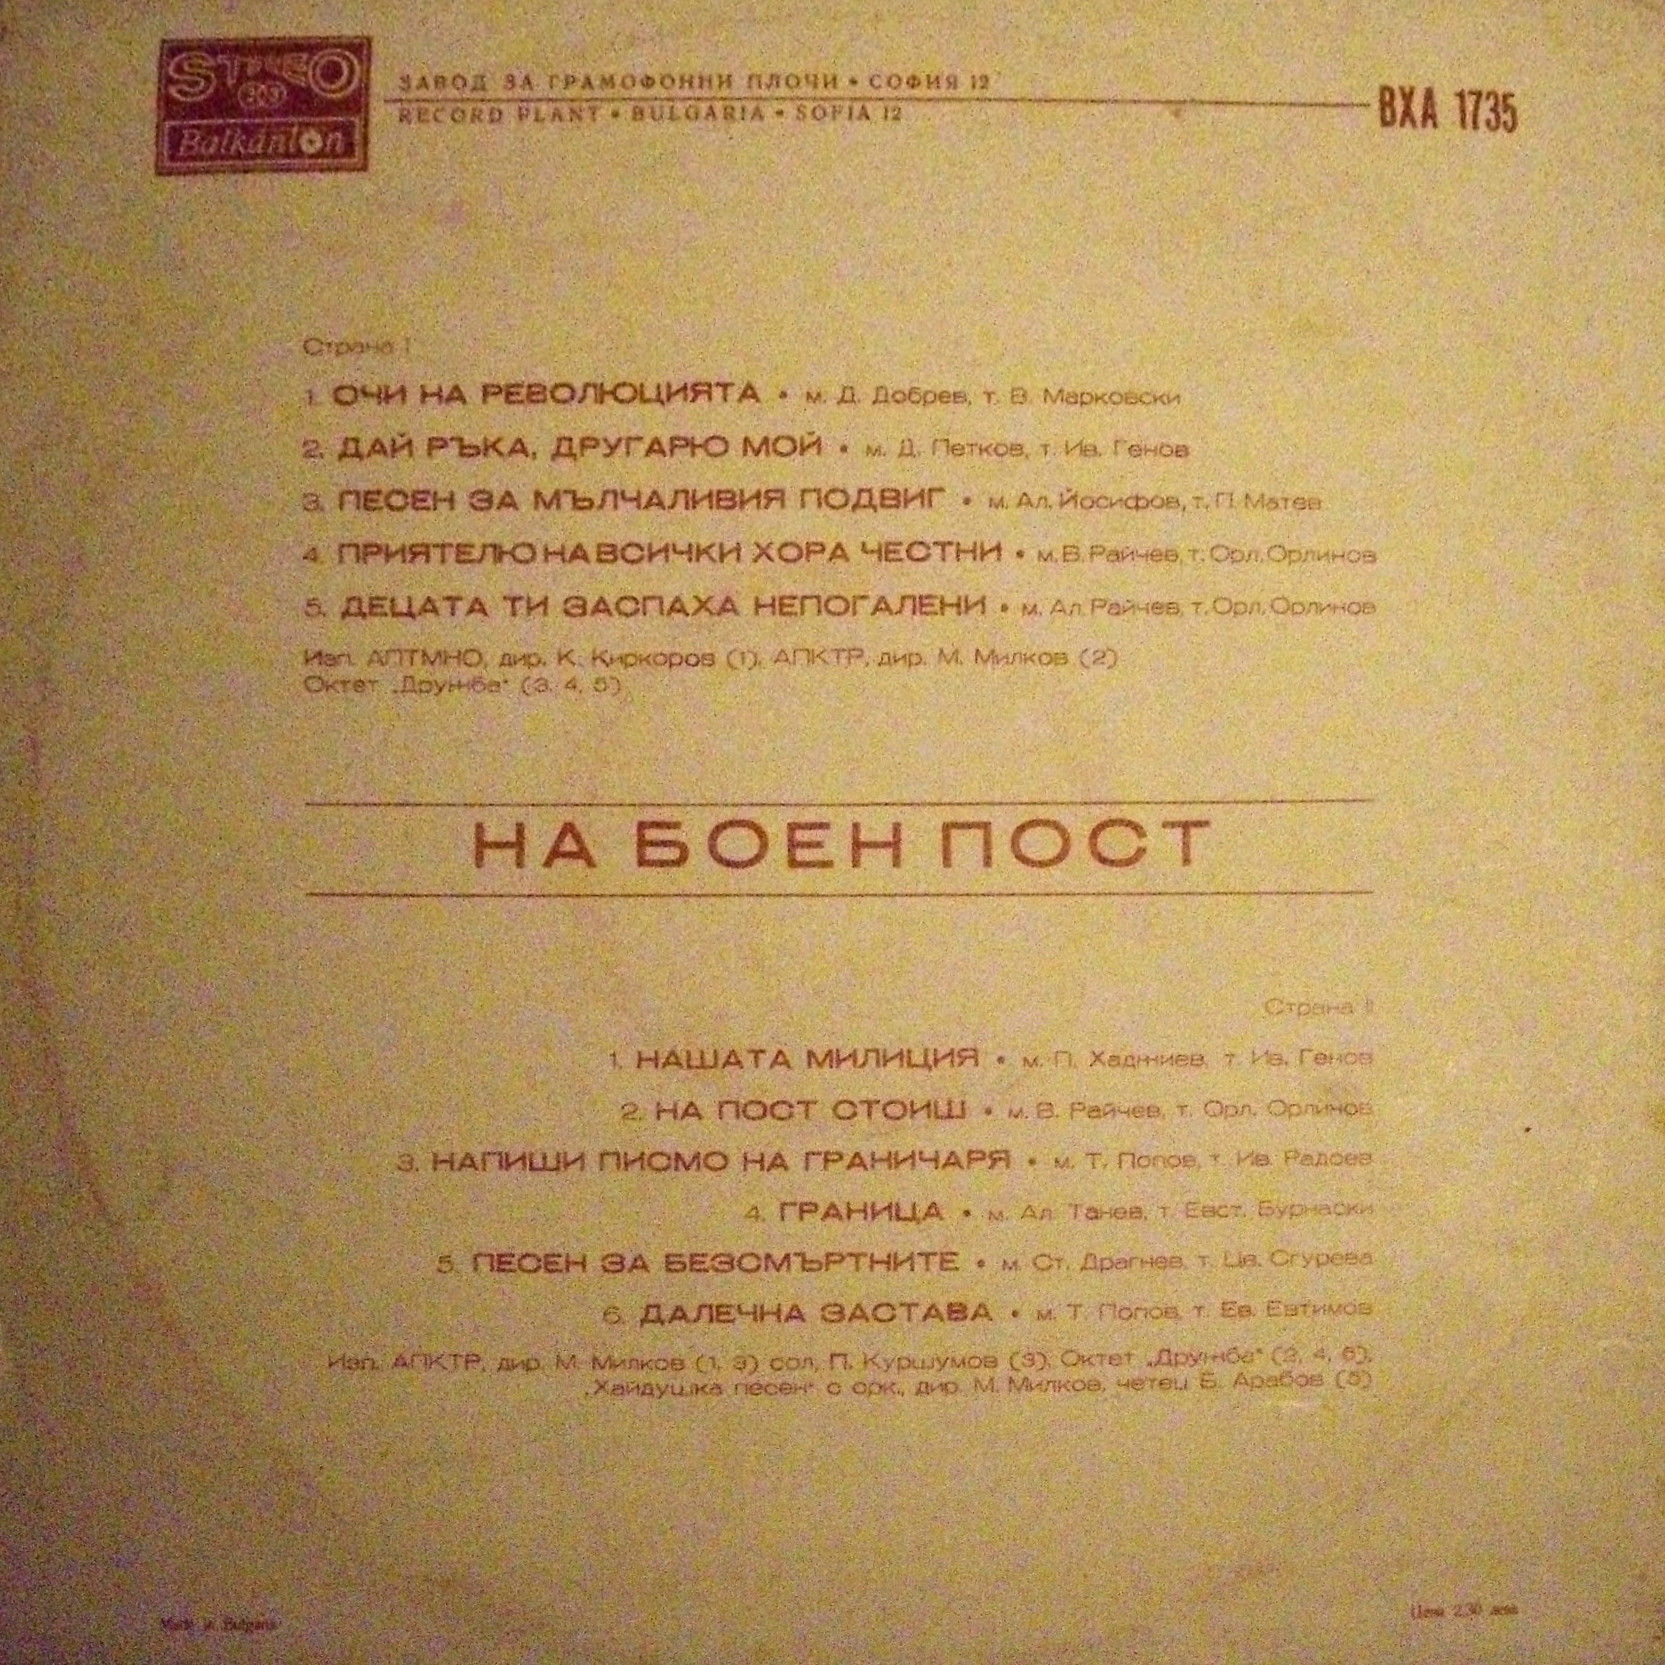 STEREO
303
Balkanton
ЗАВОД ЗА ГРАМОФОННИ ПЛОЧИ • СОФИЯ 12
RECORD PLANT • BULGARIA • SOFIA 12
ВХА 1735
Страна I
1. ОЧИ НА РЕВОЛЮЦИЯТА • м. Д. Добрев, т. В. Марковски
2. ДАЙ РЪКА, ДРУГАРЮ МОЙ • м. Д. Петков, т. Ив. Генов
3. ПЕСЕН ЗА МЪЛЧАЛИВИЯ ПОДВИГ • м. Ал. Йосифов, т. П. Матев
4. ПРИЯТЕЛЮ НА ВСИЧКИ ХОРА ЧЕСТНИ • м. В. Райчев, т. Орл. Орлинов
5. ДЕЦАТА ТИ ЗАСПАХА НЕПОГАЛЕНИ • м. Ал. Райчев, т. Орл. Орлинов
Изп. АПТМНО, дир. К. Киркоров (1), АПКТР, дир. М. Милков (2)
Октет „Дружба“ (3, 4, 5)
НА БОЕН ПОСТ
Страна II
1. НАШАТА МИЛИЦИЯ • м. П. Хаджиев, т. Ив. Генов
2. НА ПОСТ СТОИШ • м. В. Райчев, т. Орл. Орлинов
3. НАПИШИ ПИСМО НА ГРАНИЧАРЯ • м. Т. Попов, т. Ив. Радоев
4. ГРАНИЦА • м. Ал. Танев, т. Евст. Бурнаски
5. ПЕСЕН ЗА БЕЗСМЪРТНИТЕ • м. Ст. Драгнев, т. Цв. Згурева
6. ДАЛЕЧНА ЗАСТАВА • м. Т. Попов, т. Ев. Евтимов
Изп. АПКТР, дир. М. Милков (1, 3) сол. П. Куршумов (3), Октет „Дружба“ (2, 4, 6),
„Хайдушка песен“ с орк., дир. М. Милков, четец Б. Арабов (5)
Made in Bulgaria
Цена 2,30 лева